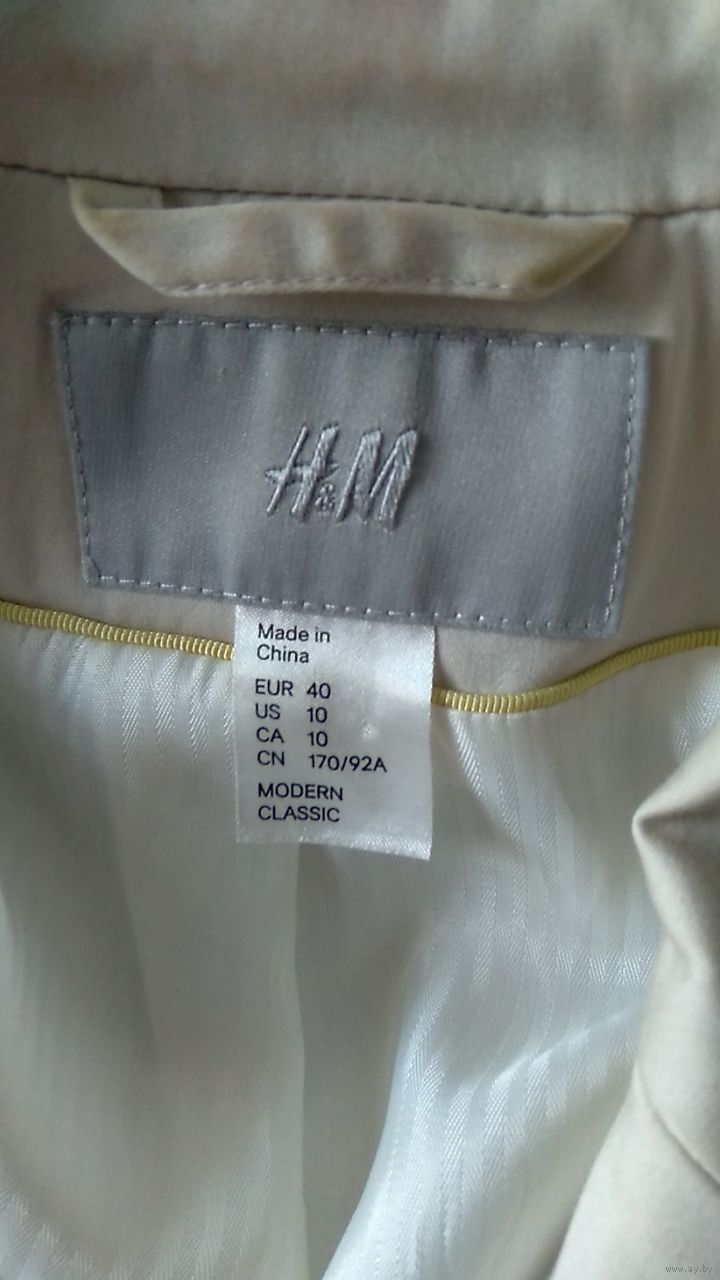 H&M
Made in
China
EUR 40
US 10
CA 10
CN 170/92A
MODERN
CLASSIC
www.ay.by